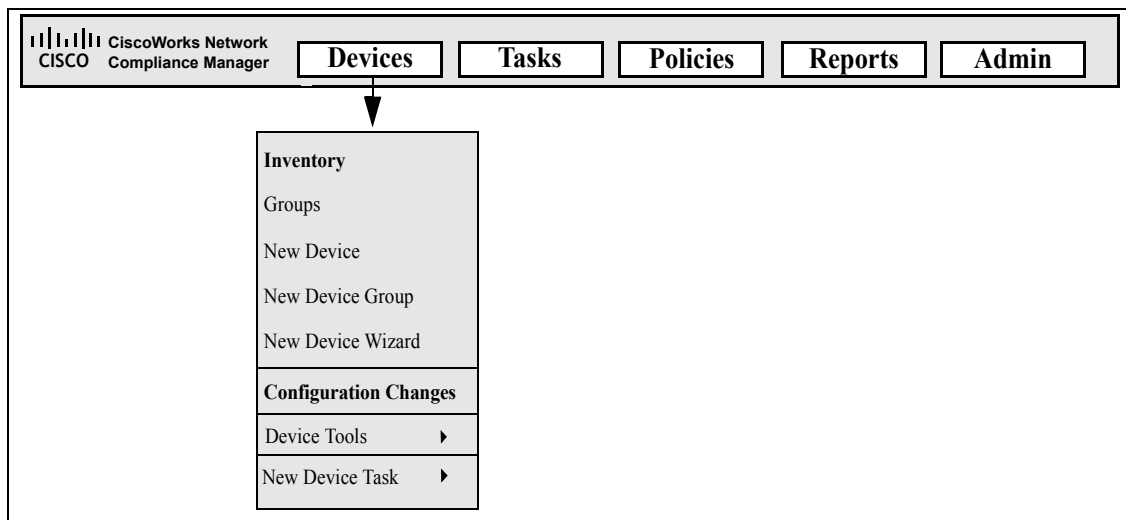 CiscoWorks Network
CISCO Compliance Manager
Devices Tasks Policies Reports Admin
Inventory
Groups
New Device
New Device Group
New Device Wizard
Configuration Changes
Device Tools
New Device Task